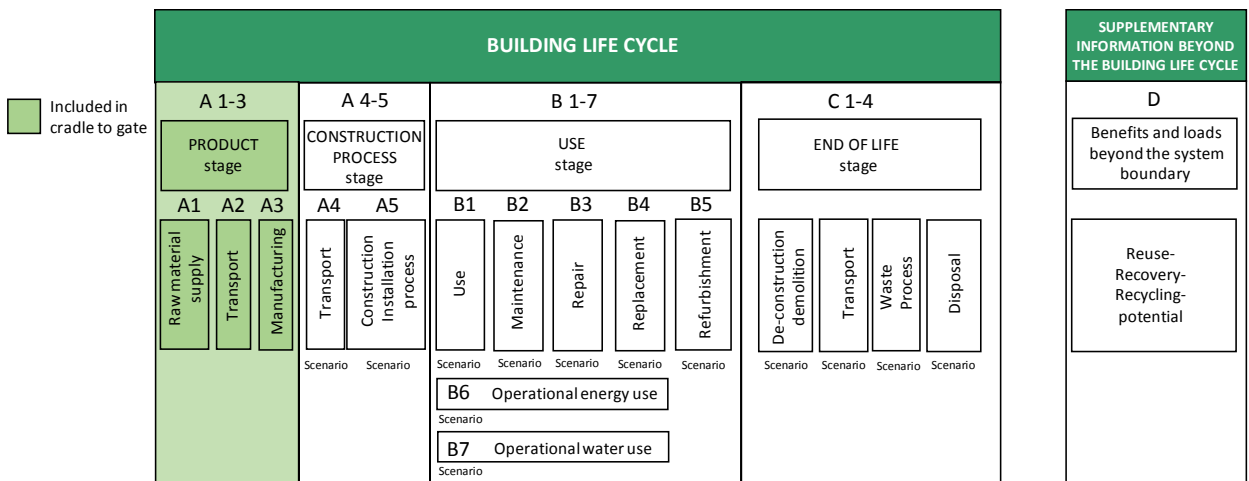 BUILDING LIFE CYCLE
SUPPLEMENTARY
INFORMATION BEYOND
THE BUILDING LIFE CYCLE
Included in
cradle to gate
A 1-3
A 4-5
B 1-7
C 1-4
D
PRODUCT
stage
CONSTRUCTION
PROCESS
stage
USE
stage
END OF LIFE
stage
Benefits and loads
beyond the system
boundary
A1
A2
A3
A4
A5
B1
B2
B3
B4
B5
Raw material
supply
Transport
Manufacturing
Transport
Construction
Installation
process
Use
Maintenance
Repair
Replacement
Refurbishment
De-construction
demolition
Transport
Waste
Process
Disposal
Reuse-
Recovery-
Recycling-
potential
Scenario
Scenario
Scenario
Scenario
Scenario
Scenario
Scenario
Scenario
Scenario
Scenario
Scenario
B6 Operational energy use
Scenario
B7 Operational water use
Scenario